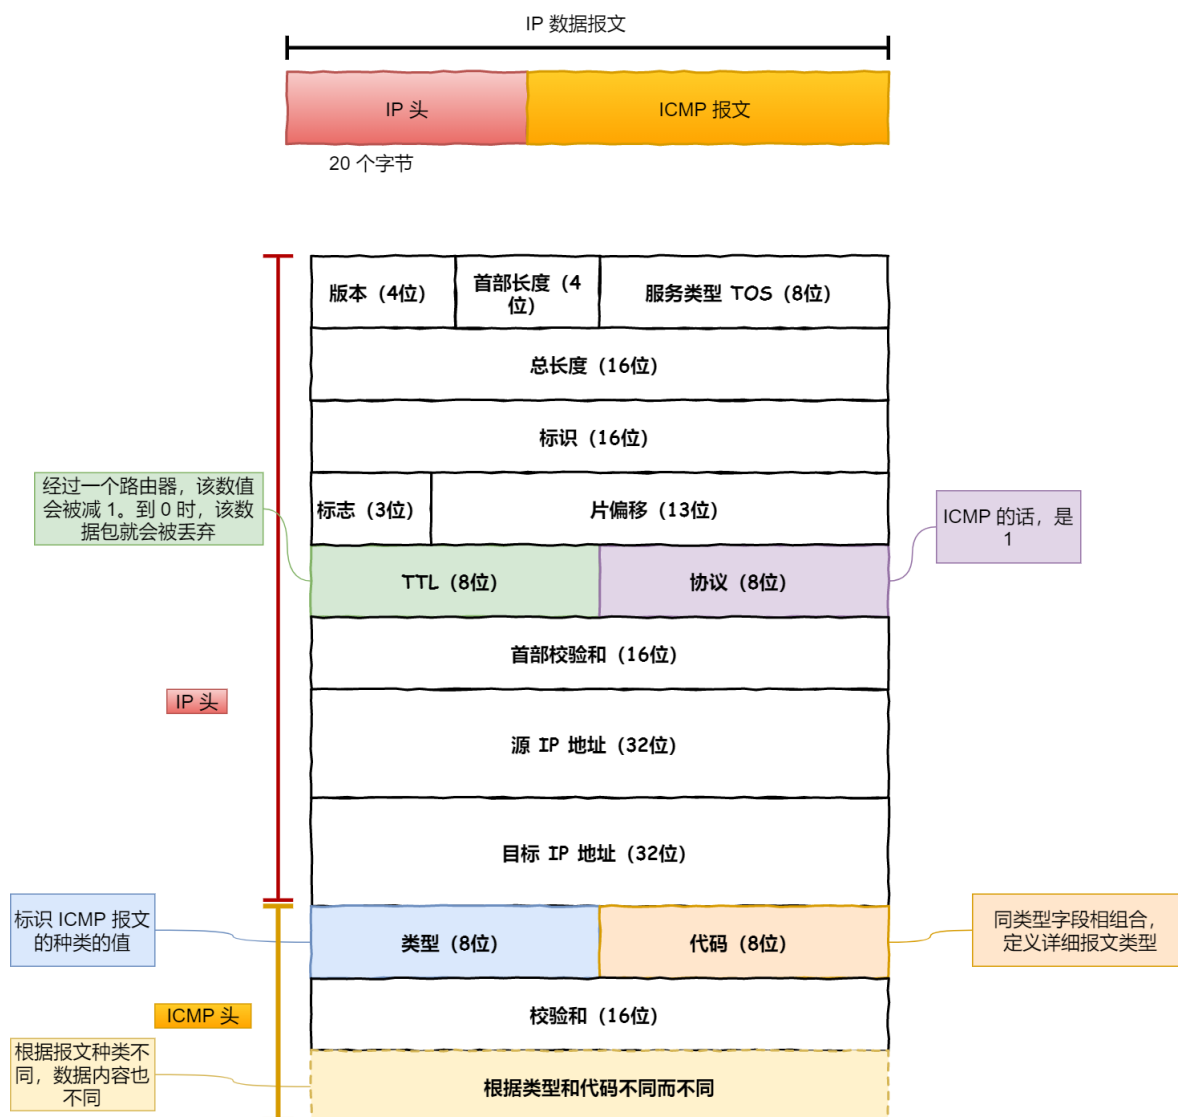 IP 数据报文
IP 头
ICMP 报文
20 个字节
版本（4位）
首部长度（4
位）
服务类型 TOS（8位）
总长度（16位）
标识（16位）
经过一个路由器，该数值
会被减 1。到 0 时，该数
据包就会被丢弃
标志（3位）
片偏移（13位）
ICMP 的话，是
1
TTL（8位）
协议（8位）
首部校验和（16位）
IP 头
源 IP 地址（32位）
目标 IP 地址（32位）
标识 ICMP 报文
的种类的值
类型（8位）
代码（8位）
同类型字段相组合，
定义详细报文类型
ICMP 头
校验和（16位）
根据报文种类不
同，数据内容也
不同
根据类型和代码不同而不同